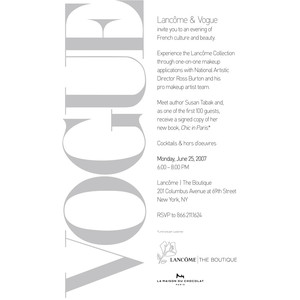 VOGUE
Lancôme & Vogue
invite you to an evening of
French culture and beauty
Experience the Lancôme Collection
through one-on-one makeup
applications with National Artistic
Director Ross Burton and his
pro makeup artist team.
Meet author Susan Tabak and,
as one of the first 100 guests,
receive a signed copy of her
new book, Chic in Paris*
Cocktails & hors d'oeuvres
Monday, June 25, 2007
6:00 – 8:00 PM
Lancôme | The Boutique
201 Columbus Avenue at 69th Street
New York, NY
RSVP to 866.211.1624
LANCÔME | THE BOUTIQUE
LA MAISON DU CHOCOLAT
PARIS